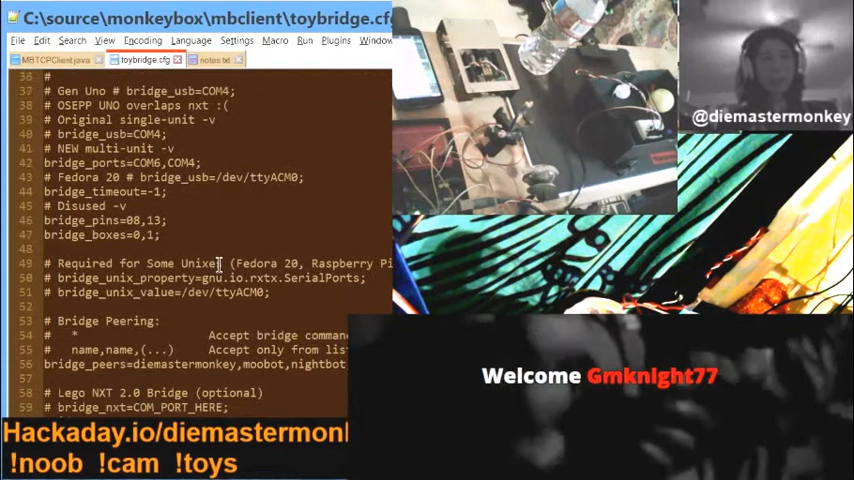 C:\source\monkeybox\mbclient\toybridge.cf
File Edit Search View Encoding Language Settings Macro Run Plugins Window
MBTCPClient.java toybridge.cfg notes.txt
36 #
37 # Gen Uno # bridge_usb=COM4;
38 # OSEPP UNO overlaps nxt :(
39 # Original single-unit -v
40 # bridge_usb=COM4;
41 # NEW multi-unit -v
42 bridge_ports=COM6,COM4;
43 # Fedora 20 # bridge_usb=/dev/ttyACM0;
44 bridge_timeout=-1;
45 # Disused -v
46 bridge_pins=08,13;
47 bridge_boxes=0,1;
48
49 # Required for Some Unixes (Fedora 20, Raspberry Pi
50 # bridge_unix_property=gnu.io.rxtx.SerialPorts;
51 # bridge_unix_value=/dev/ttyACM0;
52
53 # Bridge Peering:
54 # * Accept bridge comman
55 # name,name,(...) Accept only from lis
56 bridge_peers=diemastermonkey,moobot,nightbot
57
58 # Lego NXT 2.0 Bridge (optional)
59 # bridge_nxt=COM_PORT_HERE;
@diemastermonkey
Welcome Gmknight77
Hackaday.io/diemastermon
!noob !cam !toys